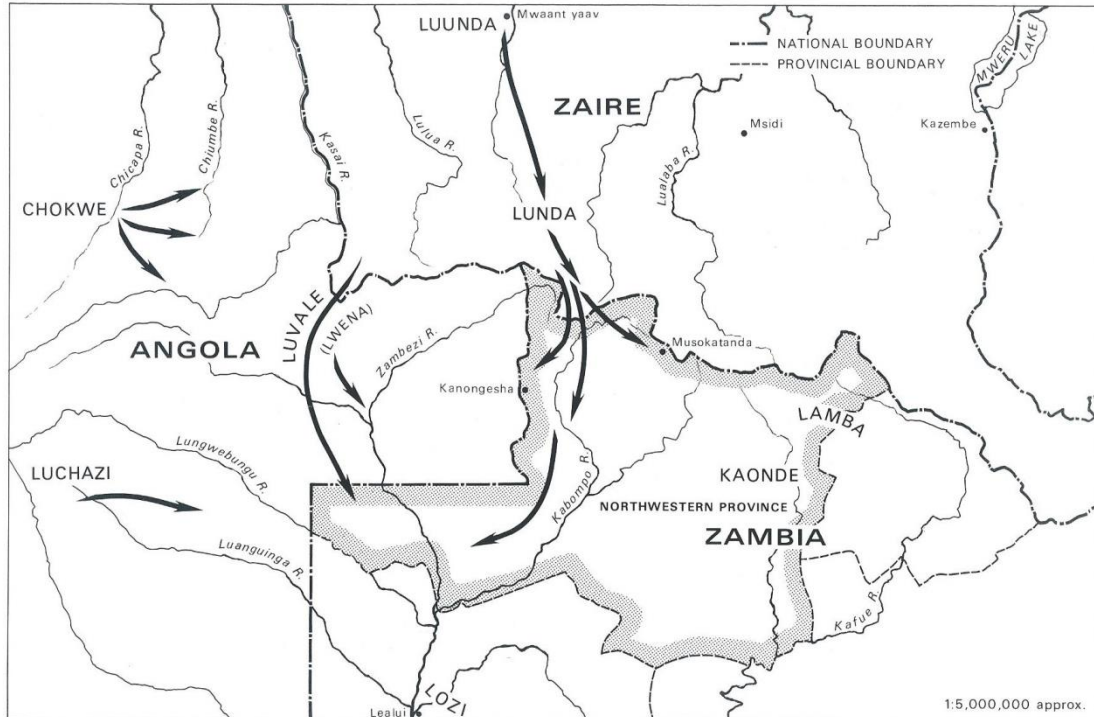 LUUNDA
Mwaant yaav
NATIONAL BOUNDARY
PROVINCIAL BOUNDARY
MWERU
LAKE
ZAIRE
Chicapa R.
Chiumbe R.
Kasai R.
Lulua R.
Lualaba R.
Msidi
Kazembe
CHOKWE
LUNDA
ANGOLA
LUVALE
(LWENA)
Zambezi R.
Musokatanda
Kanongesha
LAMBA
Lungwebungu R.
LUCHAZI
KAONDE
Kabompo R.
NORTHWESTERN PROVINCE
ZAMBIA
Luanguinga R.
Kafue R.
LOZI
Lealui
1:5,000,000 approx.